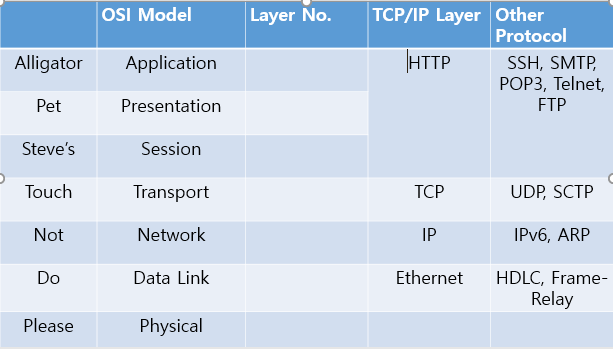 OSI Model Layer No. TCP/IP Layer Other
Protocol
Alligator Application HTTP SSH, SMTP,
POP3, Telnet,
FTP
Pet Presentation
Steve's Session
Touch Transport TCP UDP, SCTP
Not Network IP IPv6, ARP
Do Data Link Ethernet HDLC, Frame-
Relay
Please Physical